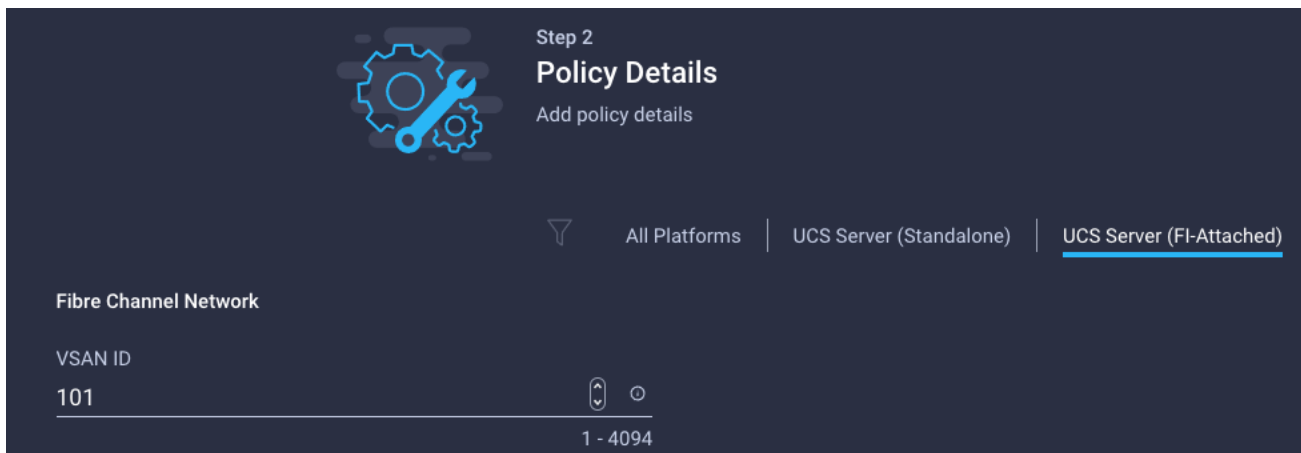 Step 2
Policy Details
Add policy details
All Platforms UCS Server (Standalone) UCS Server (FI-Attached)
Fibre Channel Network
VSAN ID
101
1 - 4094